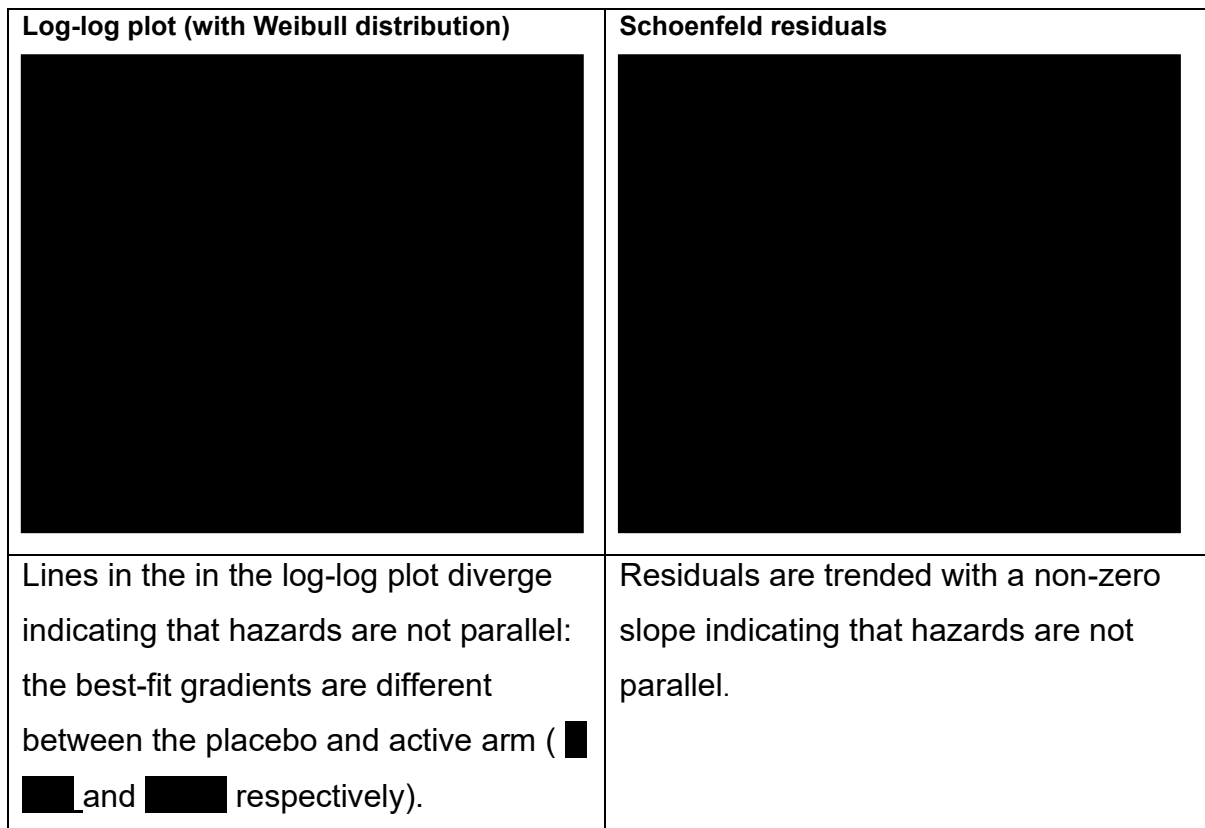 Log-log plot (with Weibull distribution)
Schoenfeld residuals
Lines in the in the log-log plot diverge
indicating that hazards are not parallel:
the best-fit gradients are different
between the placebo and active arm (
and respectively).
Residuals are trended with a non-zero
slope indicating that hazards are not
parallel.